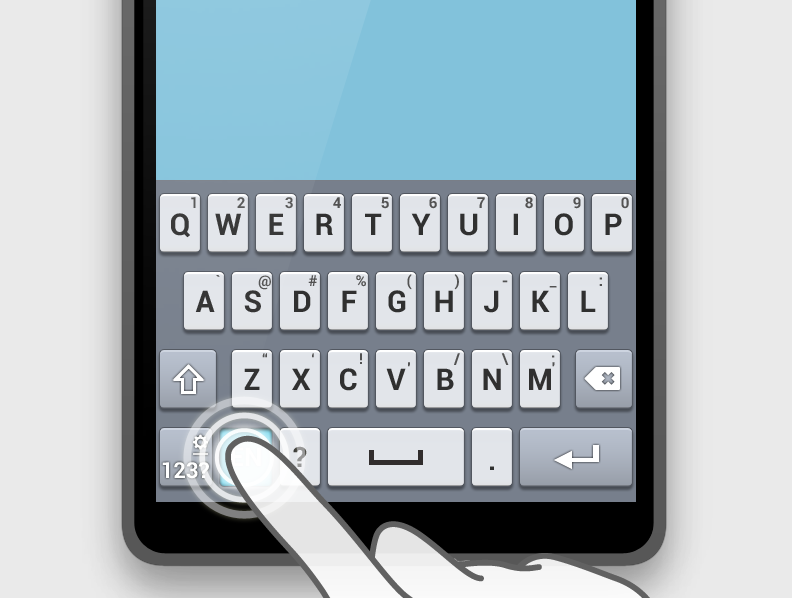 1 2 3 4 5 6 7 8 9 0
Q W E R T Y U I O P
` @ # % ( ) - _ :
A S D F G H J K L
“ ‘ ! , / \ ;
Z X C V B N M
123? ? .